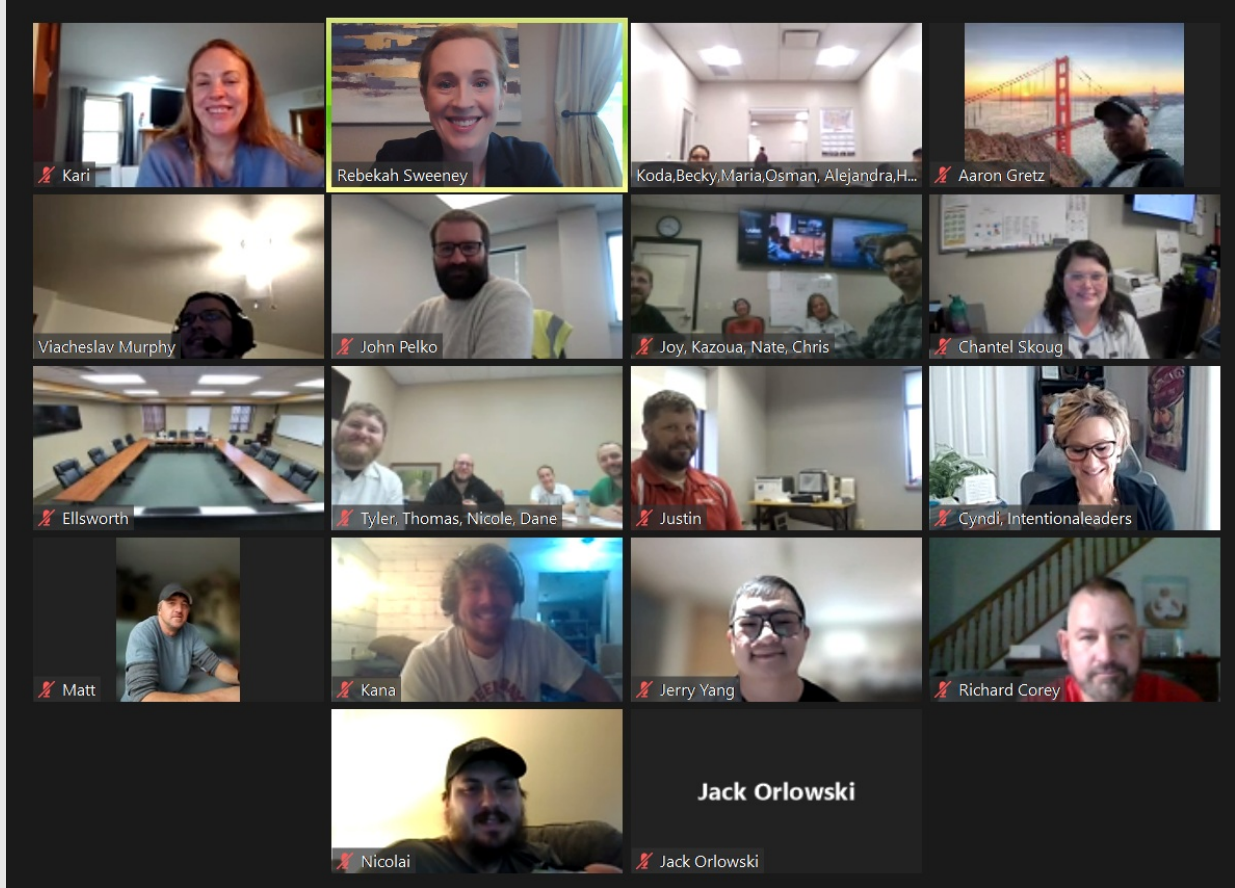 Kari
Rebekah Sweeney
Koda,Becky,Maria,Osman, Alejandra,H...
Aaron Gretz
Viacheslav Murphy
John Pelko
Joy, Kazoua, Nate, Chris
Chantel Skoug
Ellsworth
Tyler, Thomas, Nicole, Dane
Justin
Cyndi, Intentionaleaders
Matt
Kana
Jerry Yang
Richard Corey
Nicolai
Jack Orlowski
Jack Orlowski